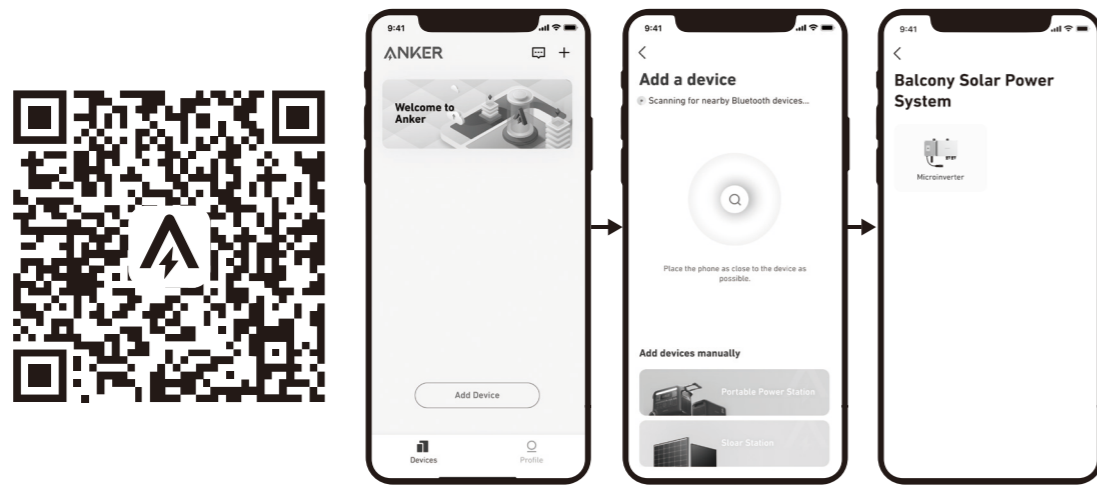 9:41
ANKER
Welcome to
Anker
Add Device
Devices
Profile
9:41
Add a device
Scanning for nearby Bluetooth devices...
Place the phone as close to the device as
possible.
Add devices manually
Portable Power Station
Sloar Station
9:41
Balcony Solar Power
System
Microinverter